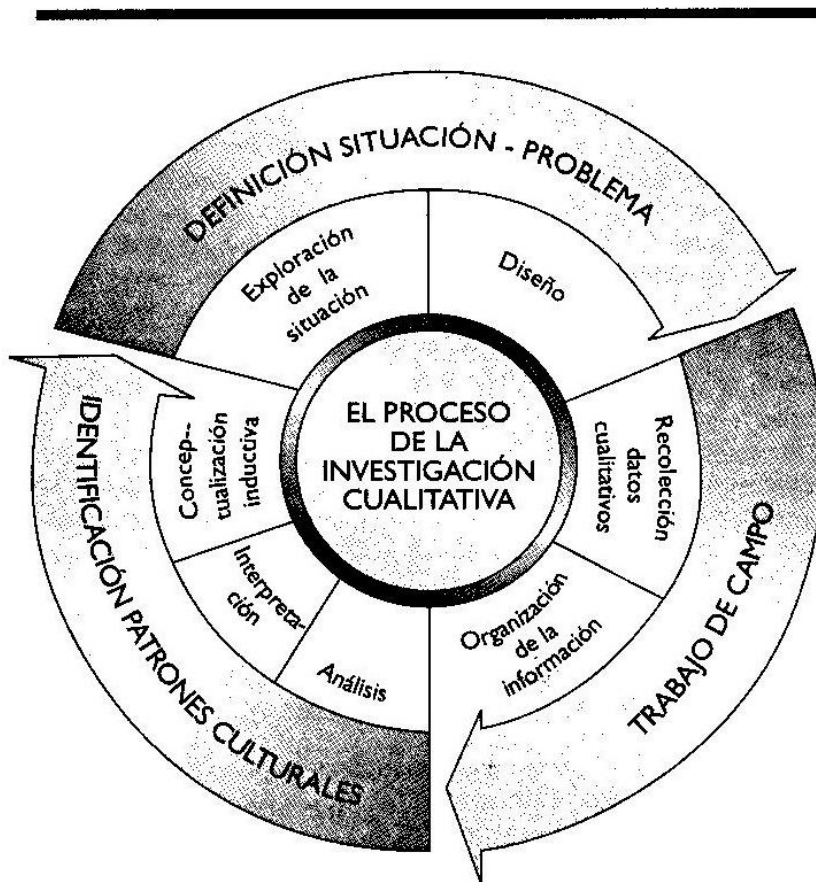 DEFINICIÓN SITUACIÓN - PROBLEMA
Exploración
de la
situación
Diseño
EL PROCESO
DE LA
INVESTIGACIÓN
CUALITATIVA
Recolección
datos
cualitativos
Organización
de la
información
TRABAJO DE CAMPO
Análisis
Interpreta-
ción
Concep--
tualización
inductiva
IDENTIFICACIÓN PATRONES CULTURALES